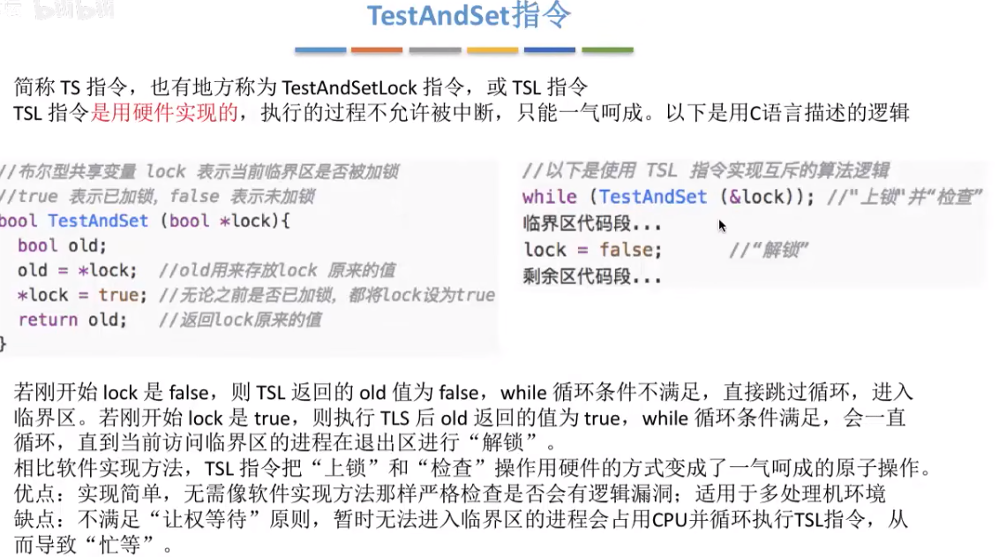 TestAndSet指令
简称 TS 指令，也有地方称为 TestAndSetLock 指令，或 TSL 指令
TSL 指令是用硬件实现的，执行的过程不允许被中断，只能一气呵成。以下是用C语言描述的逻辑
//布尔型共享变量 lock 表示当前临界区是否被加锁
//true 表示已加锁，false 表示未加锁
bool TestAndSet (bool *lock){
bool old;
old = *lock; //old用来存放lock 原来的值
*lock = true; //无论之前是否已加锁，都将lock设为true
return old; //返回lock原来的值
}
//以下是使用 TSL 指令实现互斥的算法逻辑
while (TestAndSet (&lock)); //"上锁"并“检查”
临界区代码段...
lock = false; //“解锁”
剩余区代码段...
若刚开始 lock 是 false，则 TSL 返回的 old 值为 false，while 循环条件不满足，直接跳过循环，进入
临界区。若刚开始 lock 是 true，则执行 TLS 后 old 返回的值为 true，while 循环条件满足，会一直
循环，直到当前访问临界区的进程在退出区进行“解锁”。
相比软件实现方法，TSL 指令把“上锁”和“检查”操作用硬件的方式变成了一气呵成的原子操作。
优点：实现简单，无需像软件实现方法那样严格检查是否会有逻辑漏洞；适用于多处理机环境
缺点：不满足“让权等待”原则，暂时无法进入临界区的进程会占用CPU并循环执行TSL指令，从
而导致“忙等”。